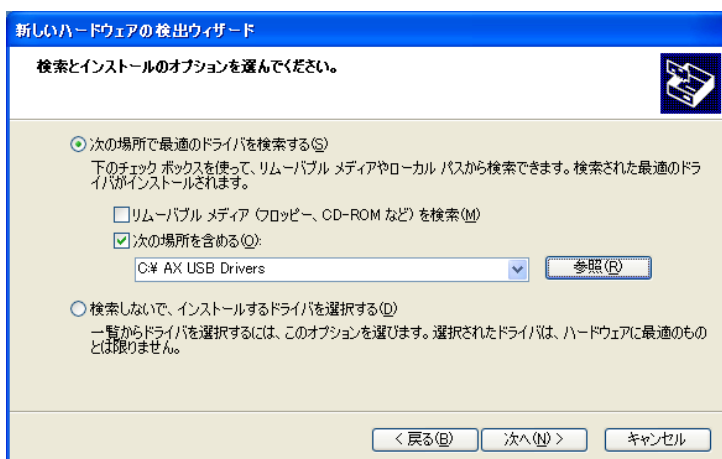 新しいハードウェアの検出ウィザード
検索とインストールのオプションを選んでください。
次の場所で最適のドライバを検索する(S)
下のチェック ボックスを使って、リムーバブル メディアやローカル パスから検索できます。検索された最適のドラ
イバがインストールされます。
リムーバブル メディア (フロッピー、CD-ROM など) を検索(M)
次の場所を含める(O):
C:¥ AX USB Drivers
参照(R)
検索しないで、インストールするドライバを選択する(D)
一覧からドライバを選択するには、このオプションを選びます。選択されたドライバは、ハードウェアに最適のもの
とは限りません。
< 戻る(B) 次へ(N) > キャンセル